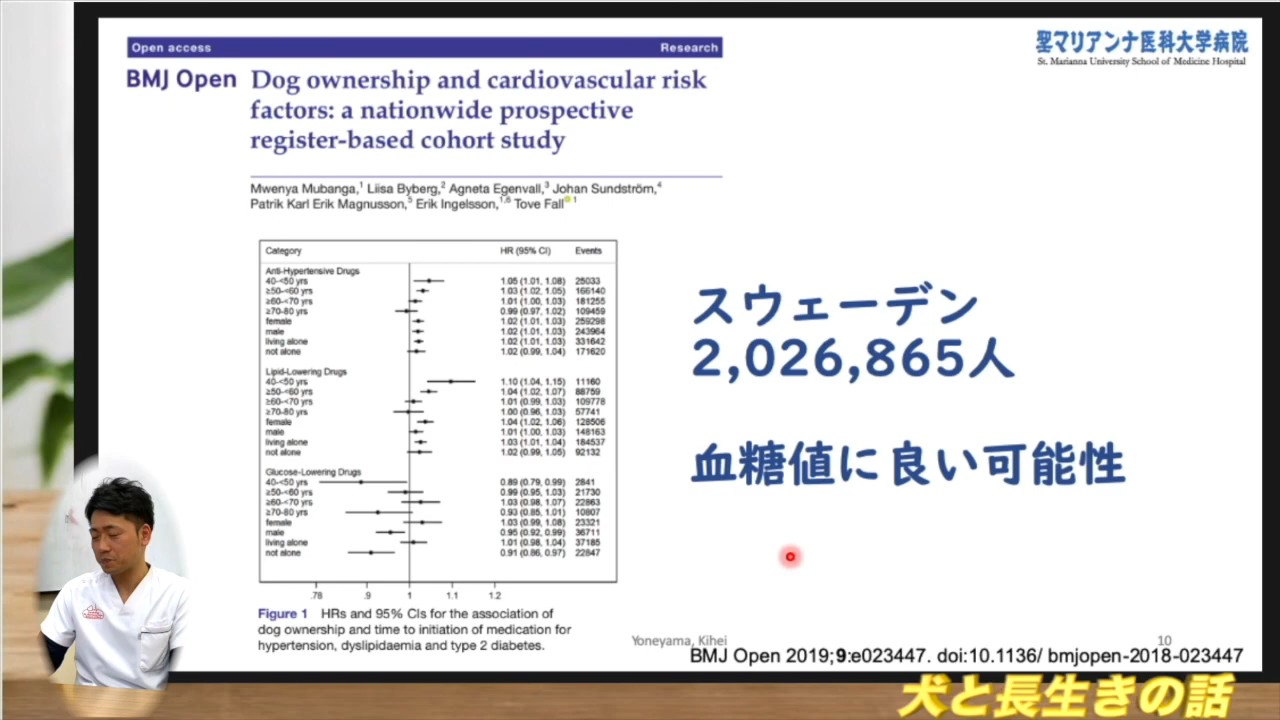 Open access
Research
聖マリアンナ医科大学病院
St. Marianna University School of Medicine Hospital
BMJ Open Dog ownership and cardiovascular risk
factors: a nationwide prospective
register-based cohort study
Mwenya Mubanga,1 Liisa Byberg,2 Agneta Egenvall,3 Johan Sundström,4
Patrik Karl Erik Magnusson,5 Erik Ingelsson,1,6 Tove Fall 1
Category HR (95% CI) Events
Anti-Hypertensive Drugs
40-<50 yrs 1.05 (1.01, 1.08) 25033
≥50-<60 yrs 1.03 (1.02, 1.05) 166140
≥60-<70 yrs 1.01 (1.00, 1.03) 181255
≥70-80 yrs 0.99 (0.97, 1.02) 109459
female 1.02 (1.01, 1.03) 259298
male 1.02 (1.01, 1.03) 243964
living alone 1.02 (1.01, 1.03) 331642
not alone 1.02 (0.99, 1.04) 171620
Lipid-Lowering Drugs
40-<50 yrs 1.10 (1.04, 1.15) 11160
≥50-<60 yrs 1.04 (1.02, 1.07) 88759
≥60-<70 yrs 1.01 (0.99, 1.03) 109778
≥70-80 yrs 1.00 (0.96, 1.03) 57741
female 1.04 (1.02, 1.06) 128506
male 1.01 (1.00, 1.03) 148163
living alone 1.03 (1.01, 1.04) 184537
not alone 1.02 (0.99, 1.05) 92132
Glucose-Lowering Drugs
40-<50 yrs 0.89 (0.79, 0.99) 2841
≥50-<60 yrs 0.99 (0.95, 1.03) 21730
≥60-<70 yrs 1.03 (0.98, 1.07) 22863
≥70-80 yrs 0.93 (0.85, 1.01) 10807
female 1.03 (0.99, 1.08) 23321
male 0.95 (0.92, 0.99) 36711
living alone 1.01 (0.98, 1.04) 37185
not alone 0.91 (0.86, 0.97) 22847
.78 .9 1 1.1 1.2
Figure 1 HRs and 95% CIs for the association of
dog ownership and time to initiation of medication for
hypertension, dyslipidaemia and type 2 diabetes.
スウェーデン
2,026,865人
血糖値に良い可能性
Yoneyama, Kihei
10
BMJ Open 2019;9:e023447. doi:10.1136/ bmjopen-2018-023447
犬と長生きの話